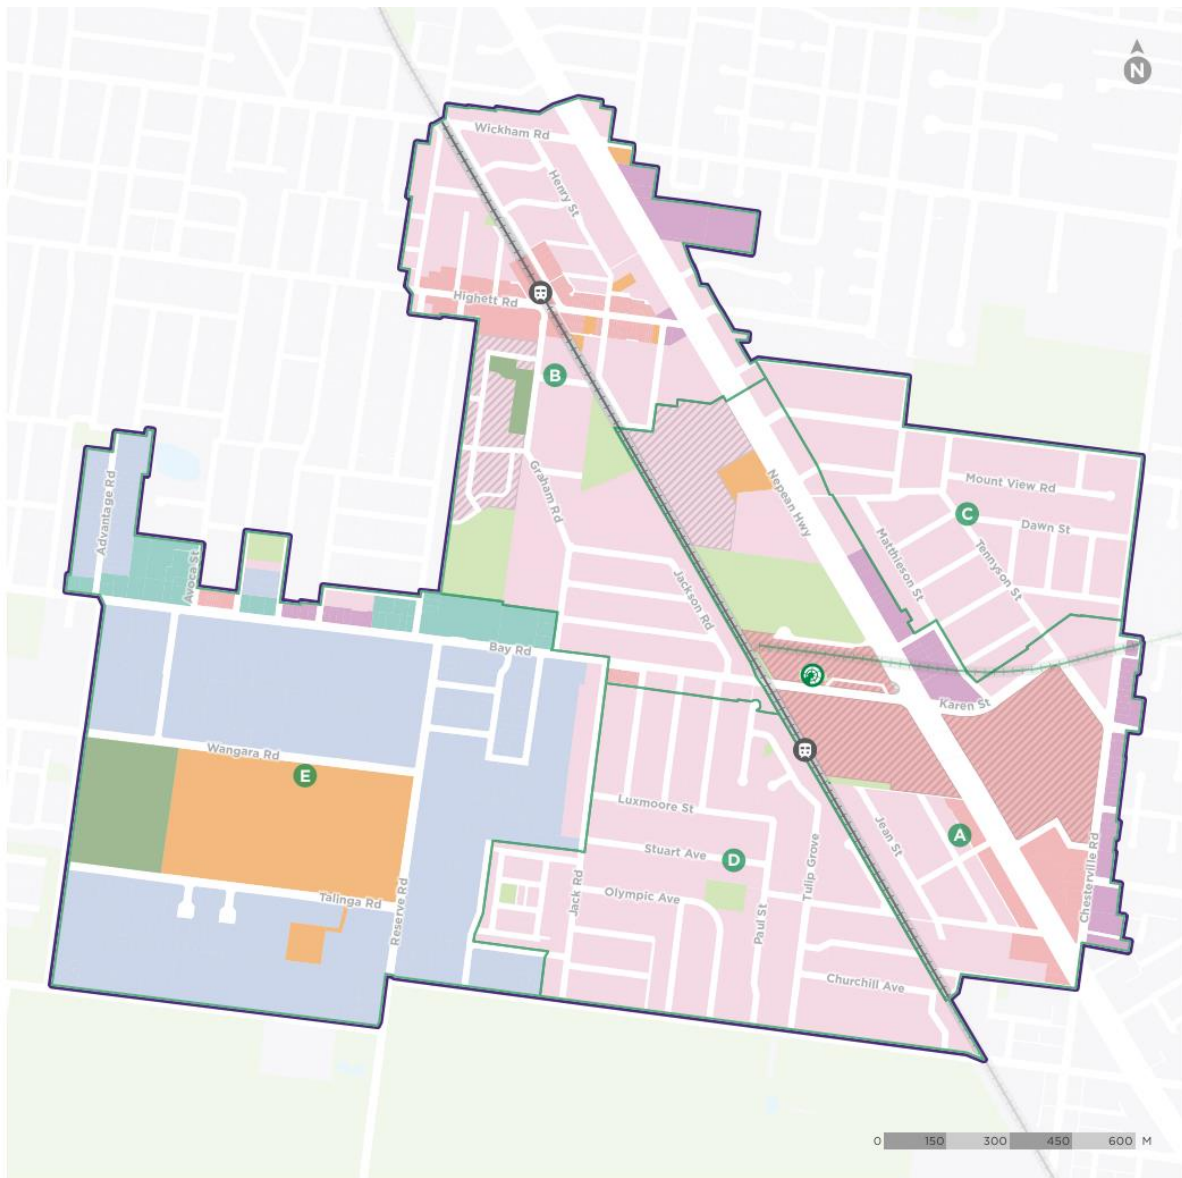 N
Wickham Rd
Henry St
Highett Rd
B
Graham Rd
Nepean Hwy
Mount View Rd
C
Dawn St
Matthieson St
Tennyson St
Advantage Rd
Avoca St
Jackson Rd
Bay Rd
Karen St
Wangara Rd
E
Luxmoore St
Jean St
A
Stuart Ave
D
Tulip Grove
Chesterville Rd
Olympic Ave
Jack Rd
Talinga Rd
Reserve Rd
Paul St
Churchill Ave
0 150 300 450 600 M